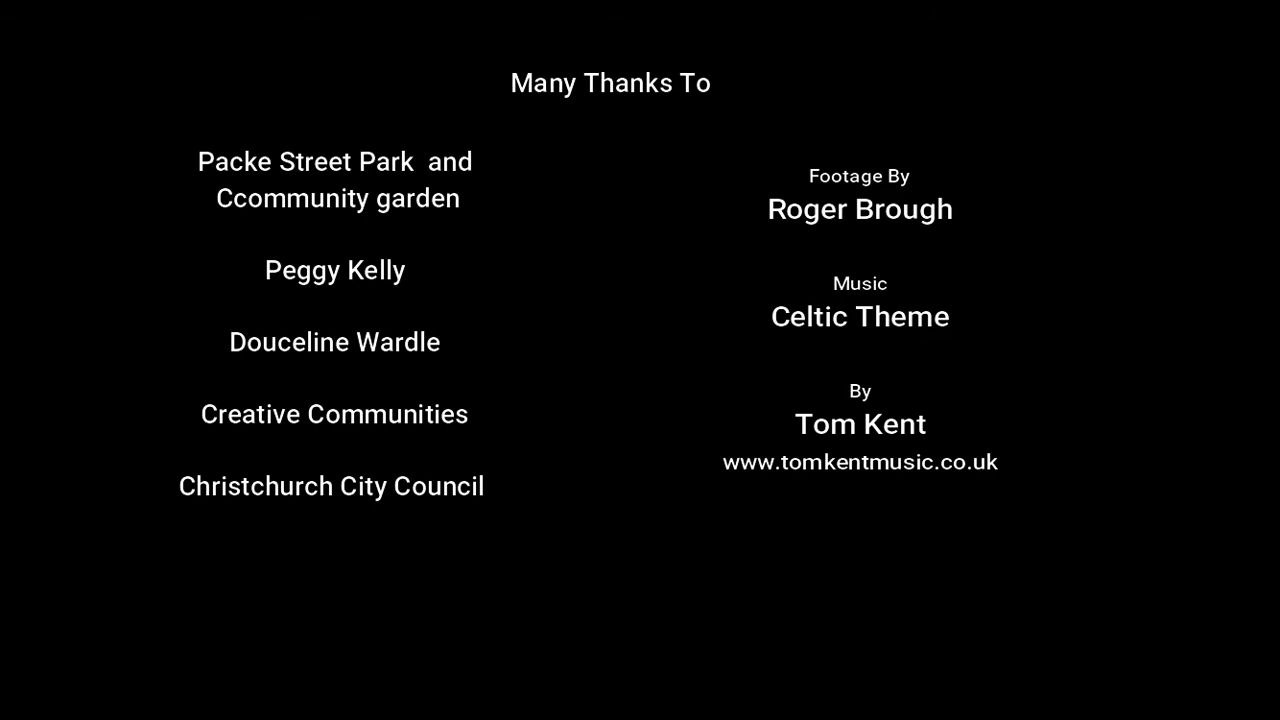 Many Thanks To
Packe Street Park  and
Ccommunity garden
Peggy Kelly
Douceline Wardle
Creative Communities
Christchurch City Council
Footage By
Roger Brough
Music
Celtic Theme
By
Tom Kent
www.tomkentmusic.co.uk